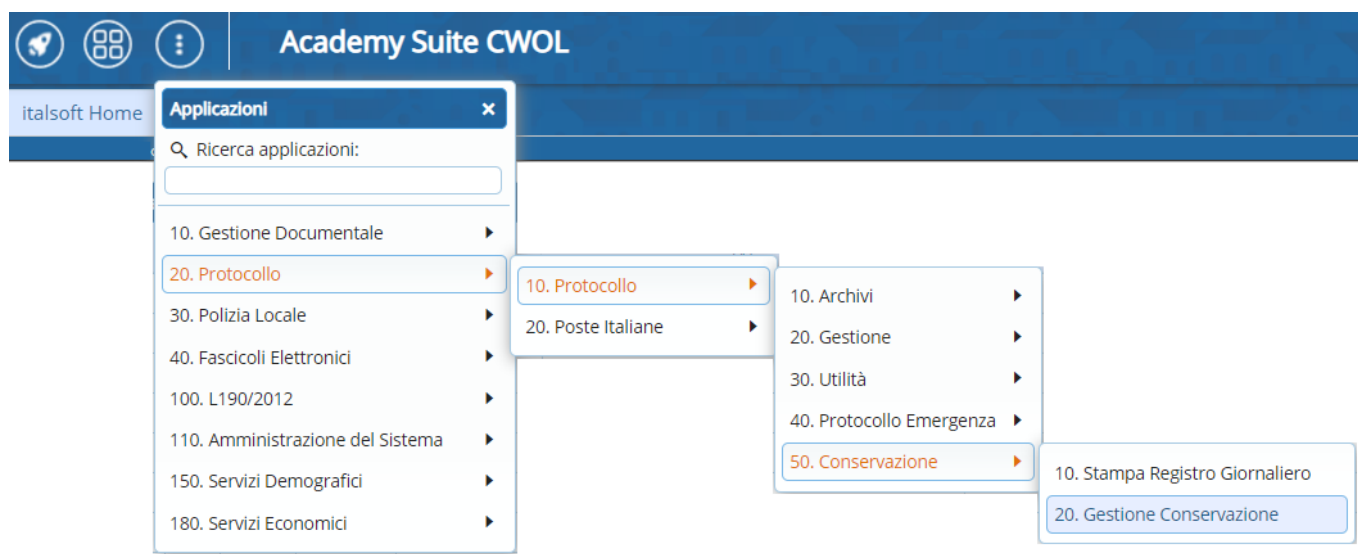 Academy Suite CWOL
italsoft Home
Applicazioni ×
Ricerca applicazioni:
10. Gestione Documentale
20. Protocollo
30. Polizia Locale
40. Fascicoli Elettronici
100. L190/2012
110. Amministrazione del Sistema
150. Servizi Demografici
180. Servizi Economici
10. Protocollo
20. Poste Italiane
10. Archivi
20. Gestione
30. Utilità
40. Protocollo Emergenza
50. Conservazione
10. Stampa Registro Giornaliero
20. Gestione Conservazione